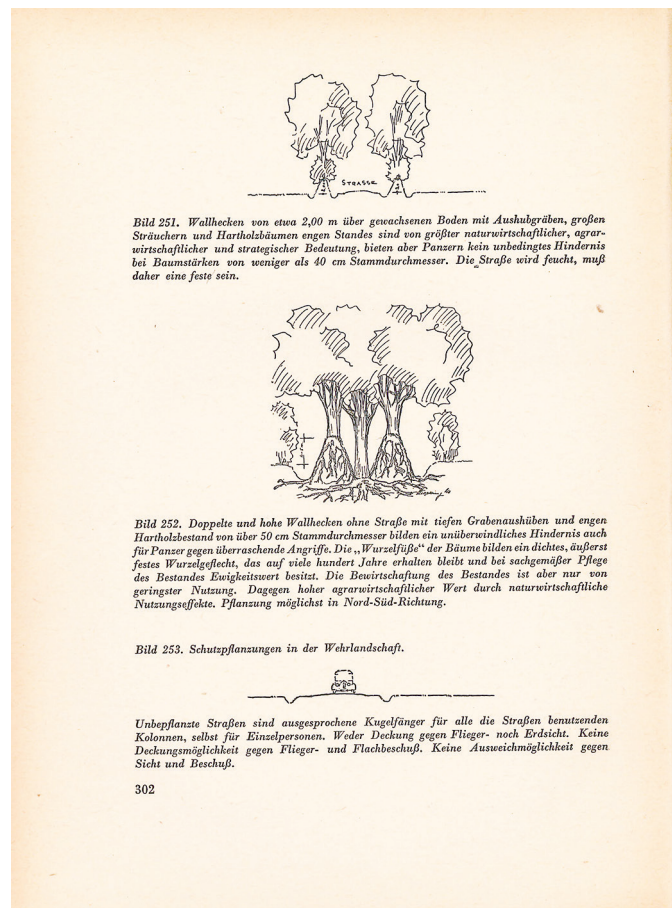 STRASSE
Bild 251. Wallhecken von etwa 2,00 m über gewachsenen Boden mit Aushubgräben, großen
Sträuchern und Hartholzbäumen engen Standes sind von größter naturwirtschaftlicher, agrar-
wirtschaftlicher und strategischer Bedeutung, bieten aber Panzern kein unbedingtes Hindernis
bei Baumstärken von weniger als 40 cm Stammdurchmesser. Die Straße wird feucht, muß
daher eine feste sein.
Bild 252. Doppelte und hohe Wallhecken ohne Straße mit tiefen Grabenaushüben und engen
Hartholzbestand von über 50 cm Stammdurchmesser bilden ein unüberwindliches Hindernis auch
für Panzer gegen überraschende Angriffe. Die „Wurzelfüße“ der Bäume bilden ein dichtes, äußerst
festes Wurzelgeflecht, das auf viele hundert Jahre erhalten bleibt und bei sachgemäßer Pflege
des Bestandes Ewigkeitswert besitzt. Die Bewirtschaftung des Bestandes ist aber nur von
geringster Nutzung. Dagegen hoher agrarwirtschaftlicher Wert durch naturwirtschaftliche
Nutzungseffekte. Pflanzung möglichst in Nord-Süd-Richtung.
Bild 253. Schutzpflanzungen in der Wehrlandschaft.
Unbepflanzte Straßen sind ausgesprochene Kugelfänger für alle die Straßen benutzenden
Kolonnen, selbst für Einzelpersonen. Weder Deckung gegen Flieger- noch Erdsicht. Keine
Deckungsmöglichkeit gegen Flieger- und Flachbeschuß. Keine Ausweichmöglichkeit gegen
Sicht und Beschuß.
302